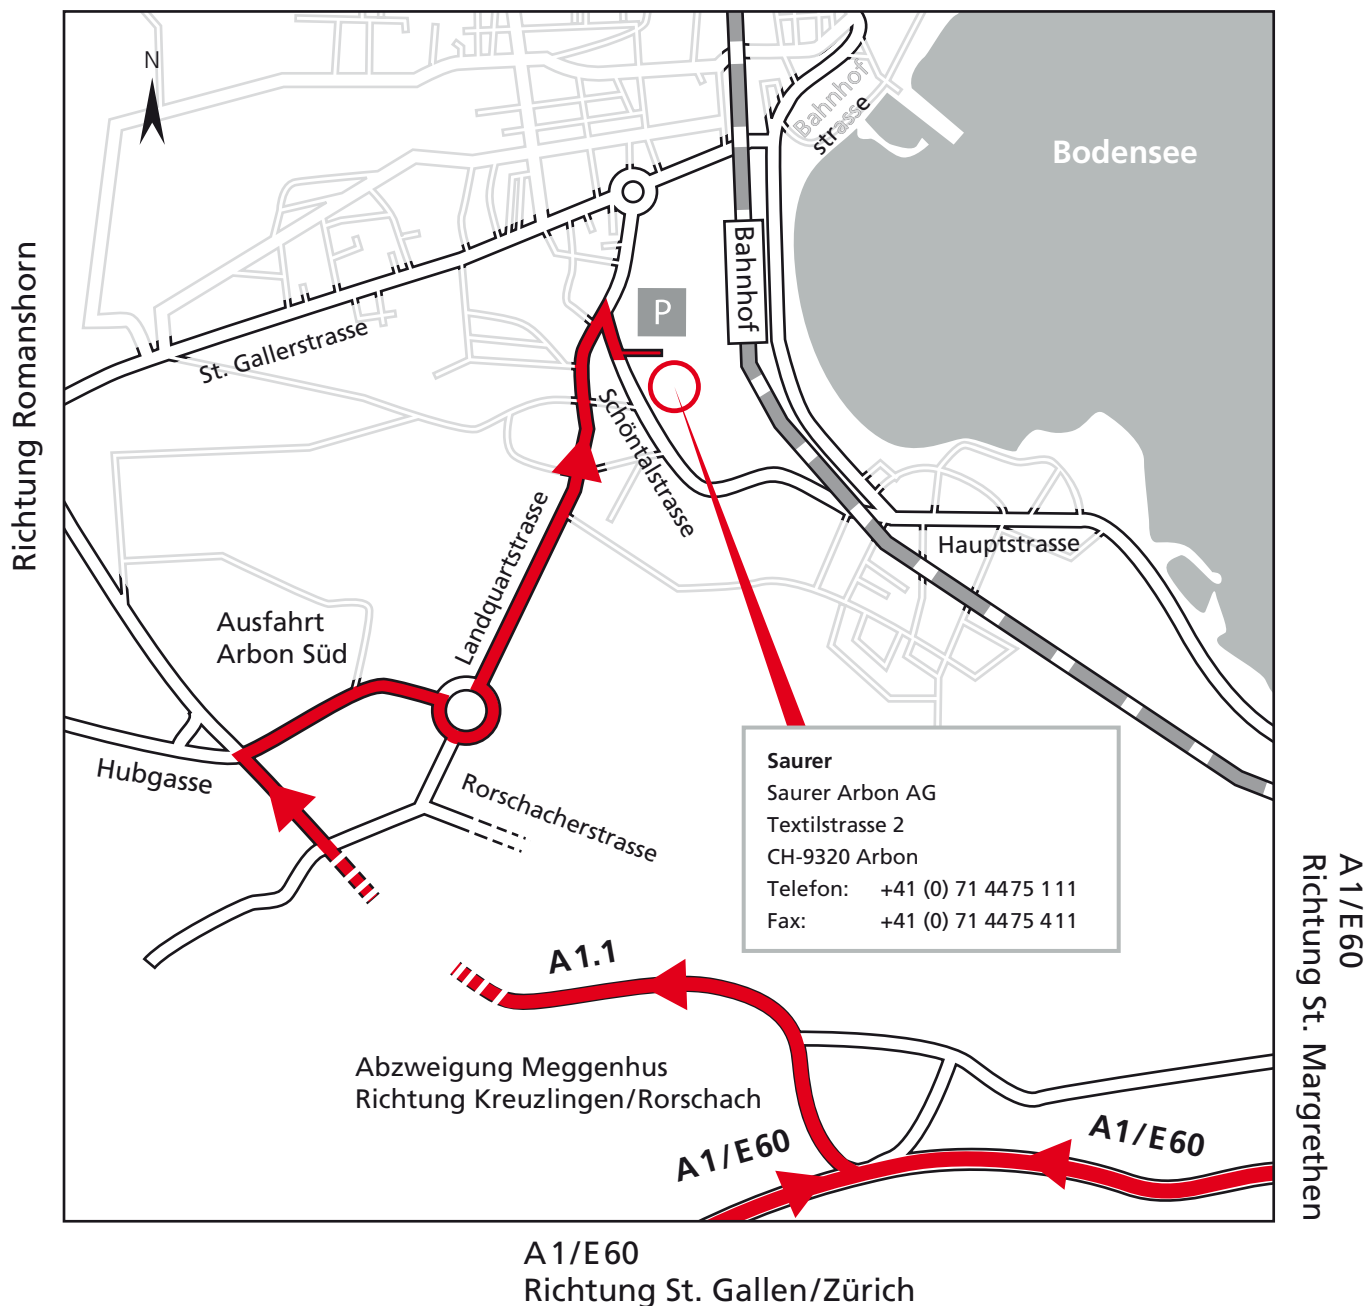 N
Bahnhof
strasse
Bodensee
Bahnhof
Richtung Romanshorn
P
St. Gallerstrasse
Schöntalstrasse
Landquartstrasse
Hauptstrasse
Ausfahrt
Arbon Süd
Hubgasse
Rorschacherstrasse
Saurer
Saurer Arbon AG
Textilstrasse 2
CH-9320 Arbon
Telefon: +41 (0) 71 4475 111
Fax: +41 (0) 71 4475 411
A1/E60
Richtung St. Margrethen
A1.1
Abzweigung Meggenhus
Richtung Kreuzlingen/Rorschach
A1/E60
A1/E60
A1/E60
Richtung St. Gallen/Zürich